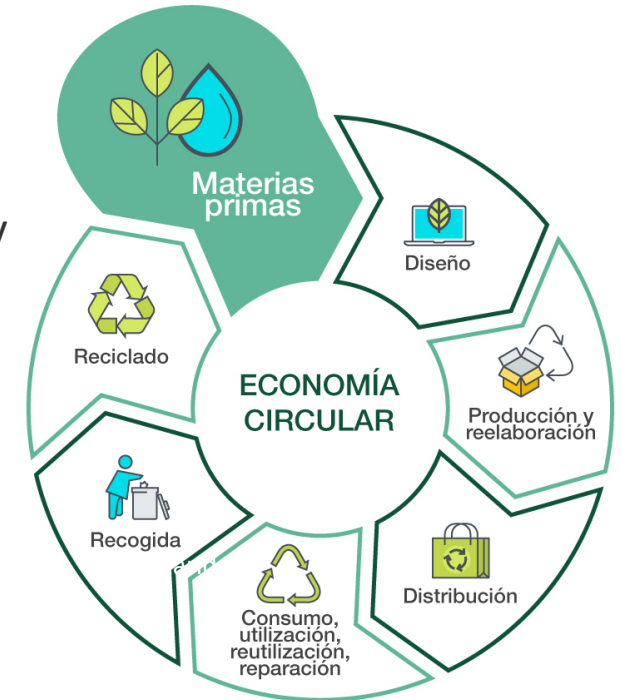 Materias
primas
Diseño
Producción y
reelaboración
Distribución
Consumo,
utilización,
reutilización,
reparación
Recogida
Reciclado
ECONOMÍA
CIRCULAR
y